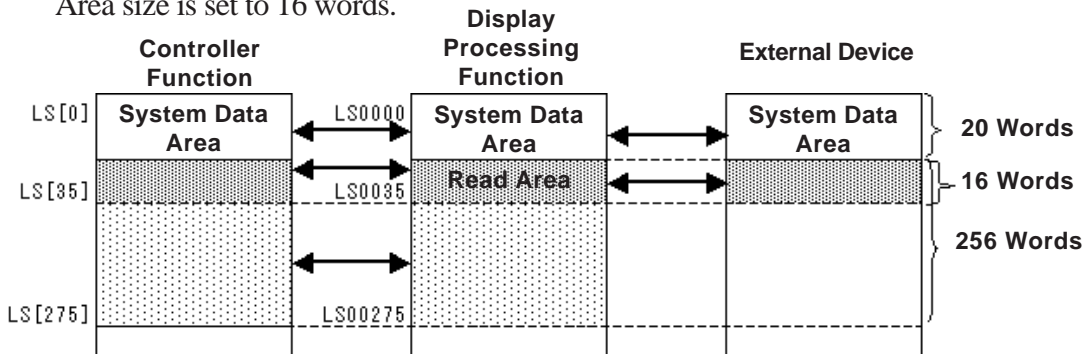 Area size is set to 16 words.
Controller
Function
Display
Processing
Function
External Device
LS[0]
System Data
Area
LS0000
System Data
Area
System Data
Area
20 Words
LS[35]
LS0035
Read Area
16 Words
256 Words
LS[275]
LS00275